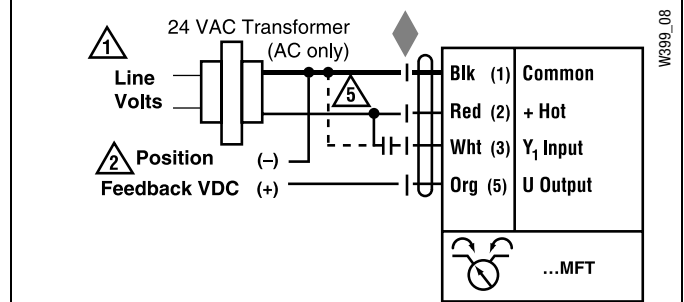 24 VAC Transformer
(AC only)
1
Line
Volts
5
2 Position (–)
Feedback VDC (+)
Blk (1) Common
Red (2) + Hot
Wht (3) Y1 Input
Org (5) U Output
...MFT
W399_08